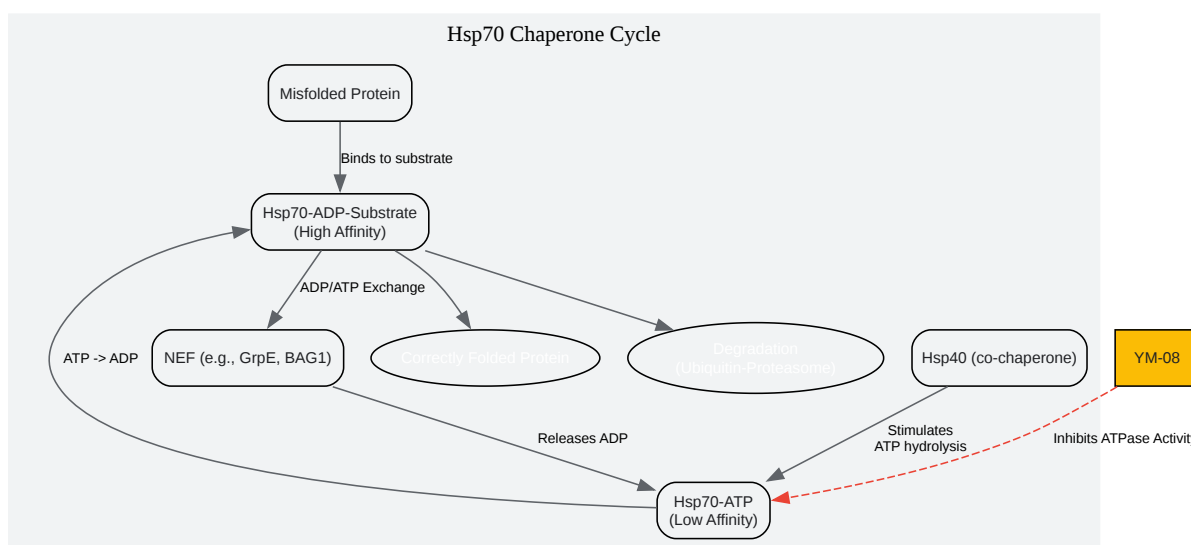 Hsp70 Chaperone Cycle
Misfolded Protein
Binds to substrate
Hsp70-ADP-Substrate
(High Affinity)
ADP/ATP Exchange
ATP -> ADP
NEF (e.g., GrpE, BAG1)
Correctly Folded Protein
Degradation
(Ubiquitin-Proteasome)
Hsp40 (co-chaperone)
YM-08
Releases ADP
Stimulates
ATP hydrolysis
Inhibits ATPase Activit
Hsp70-ATP
(Low Affinity)